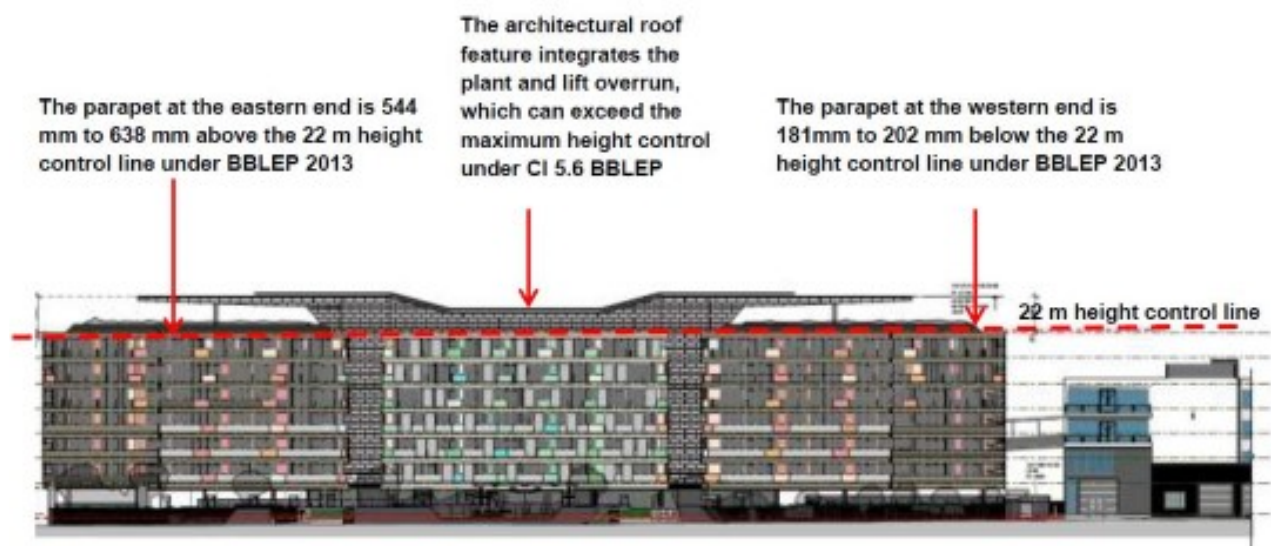 The architectural roof
feature integrates the
plant and lift overrun,
which can exceed the
maximum height control
under Cl 5.6 BBLEP
The parapet at the eastern end is 544
mm to 638 mm above the 22 m height
control line under BBLEP 2013
The parapet at the western end is
181mm to 202 mm below the 22 m
height control line under BBLEP 2013
22 m height control line